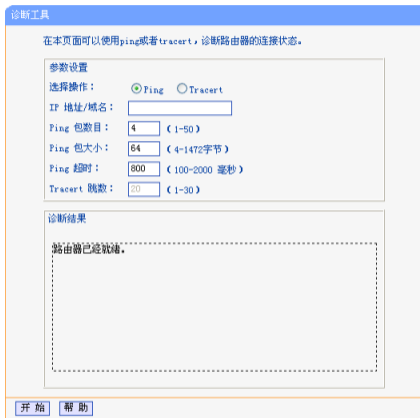 诊断工具
在本页面可以使用ping或者tracert，诊断路由器的连接状态。
参数设置
选择操作： Ping Tracert
IP 地址/域名：
Ping 包数目： 4 （1-50）
Ping 包大小： 64 （4-1472字节）
Ping 超时： 800 （100-2000 毫秒）
Tracert 跳数： 20 （1-30）
诊断结果
路由器已经就绪。
开 始 帮 助